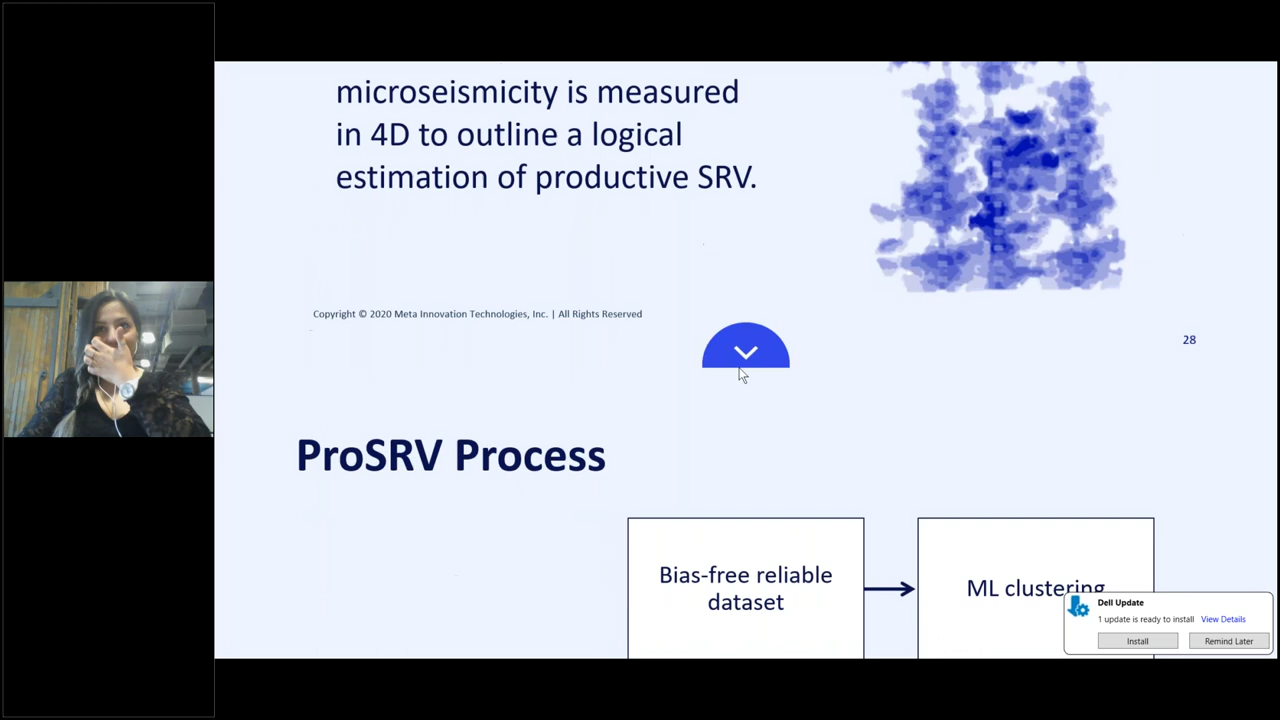 microseismicity is measured
in 4D to outline a logical
estimation of productive SRV.
Copyright © 2020 Meta Innovation Technologies, Inc. | All Rights Reserved
28
ProSRV Process
Bias-free reliable
dataset
ML clustering
Dell Update
1 update is ready to install View Details
Install Remind Later